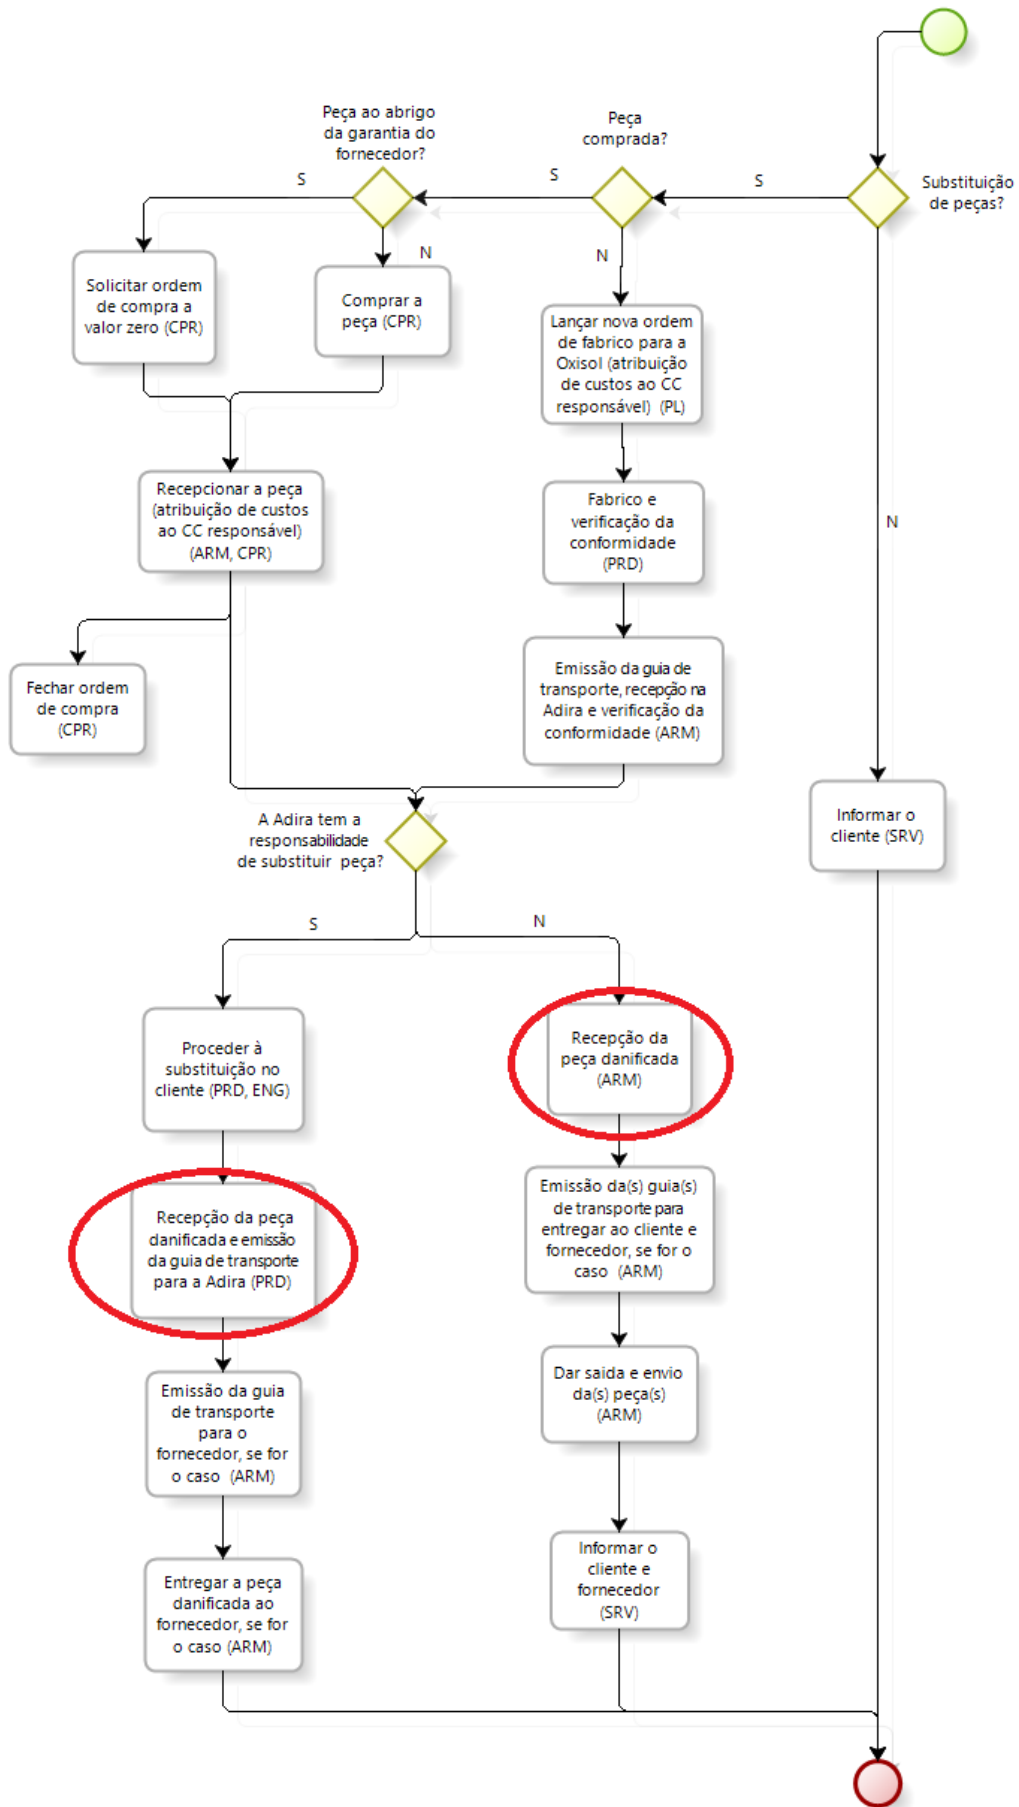 Substituição
de peças?
S
N
Peça
comprada?
S
N
Peça ao abrigo
da garantia do
fornecedor?
S
N
Solicitar ordem
de compra a
valor zero (CPR)
Comprar a
peça (CPR)
Lançar nova ordem
de fabrico para a
Oxisol (atribuição
de custos ao CC
responsável)  (PL)
Recepcionar a peça
(atribuição de custos
ao CC responsável)
(ARM, CPR)
Fabrico e
verificação da
conformidade
(PRD)
Fechar ordem
de compra
(CPR)
Emissão da guia de
transporte, recepção na
Adira e verificação da
conformidade (ARM)
Informar o
cliente (SRV)
A Adira tem a
responsabilidade
de substituir  peça?
S
N
Proceder à
substituição no
cliente (PRD, ENG)
Recepção da peça
danificada e emissão
da guia de transporte
para a Adira (PRD)
Emissão da guia
de transporte
para o
fornecedor, se for
o caso  (ARM)
Entregar a peça
danificada ao
fornecedor, se for
o caso (ARM)
Recepção da
peça danificada
(ARM)
Emissão da(s) guia(s)
de transporte para
entregar ao cliente e
fornecedor, se for o
caso  (ARM)
Dar saida e envio
da(s) peça(s)
(ARM)
Informar o
cliente e
fornecedor
(SRV)